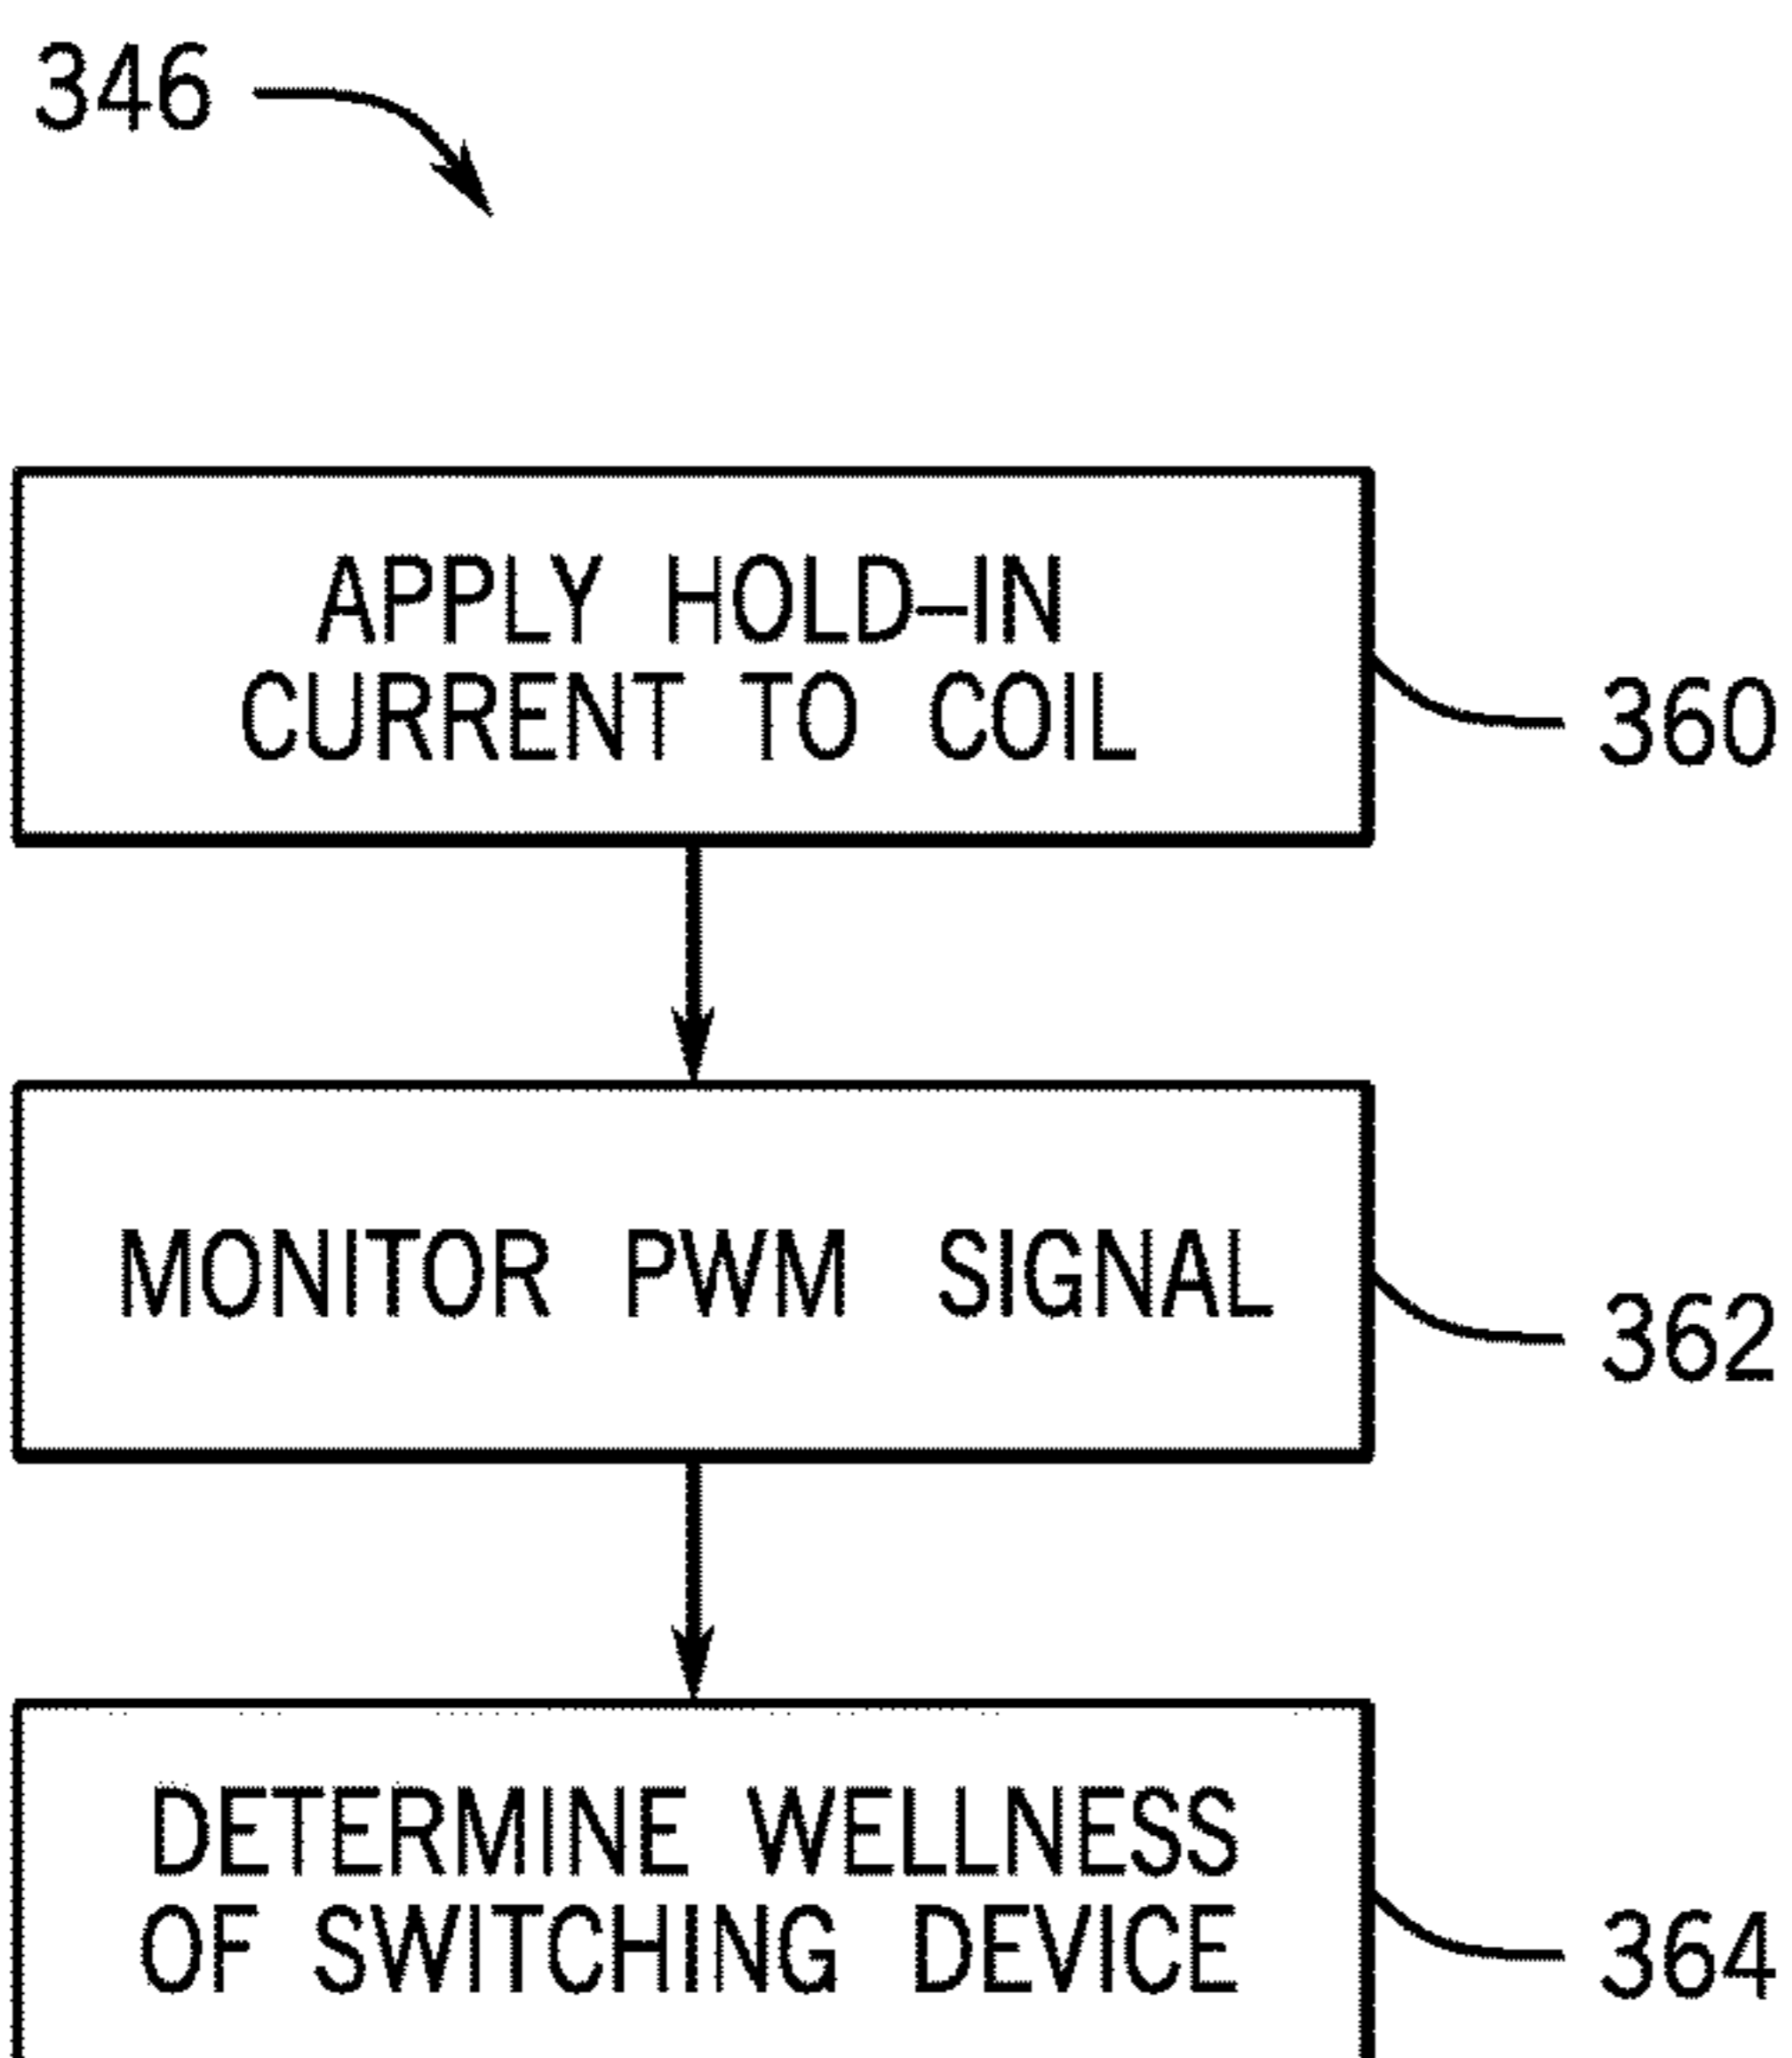 346
APPLY HOLD-IN
CURRENT TO COIL
360
MONITOR PWM SIGNAL
362
DETERMINE WELLNESS
OF SWITCHING DEVICE
364